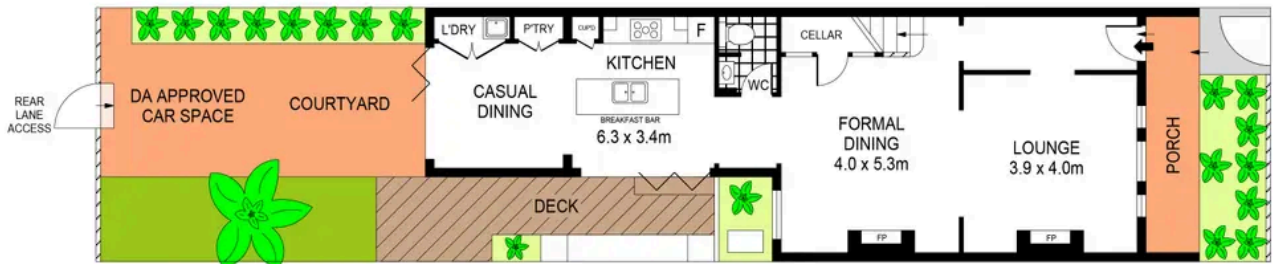 REAR
LANE
ACCESS
DA APPROVED
CAR SPACE
COURTYARD
L'DRY
P'TRY
CUP'D
F
KITCHEN
CASUAL
DINING
BREAKFAST BAR
6.3 x 3.4m
WC
CELLAR
FORMAL
DINING
4.0 x 5.3m
LOUNGE
3.9 x 4.0m
PORCH
DECK
FP
FP